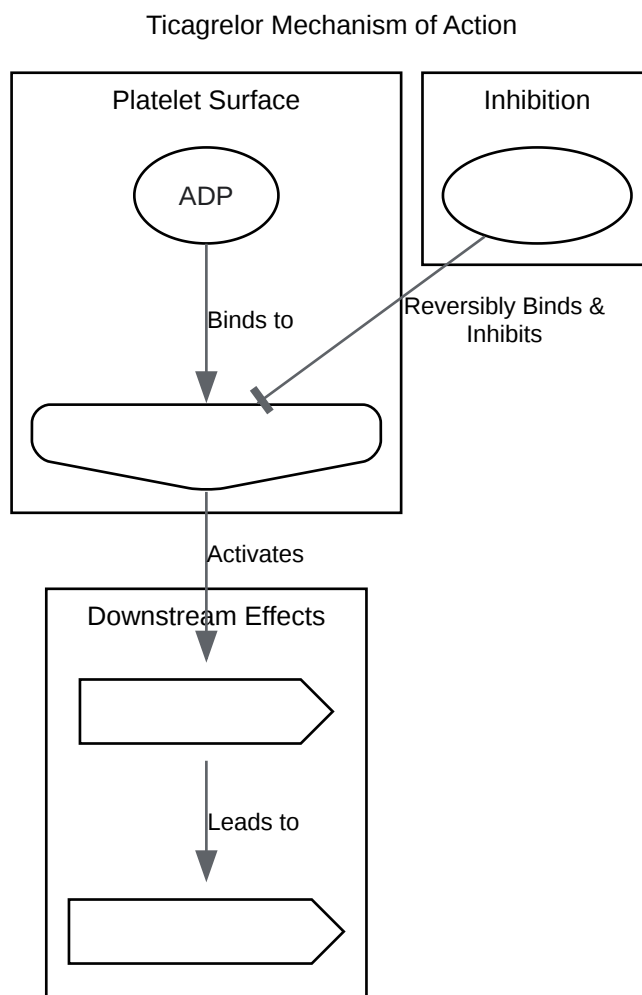 Ticagrelor Mechanism of Action
Platelet Surface
Inhibition
ADP
Binds to
Reversibly Binds &
Inhibits
Activates
Downstream Effects
Leads to